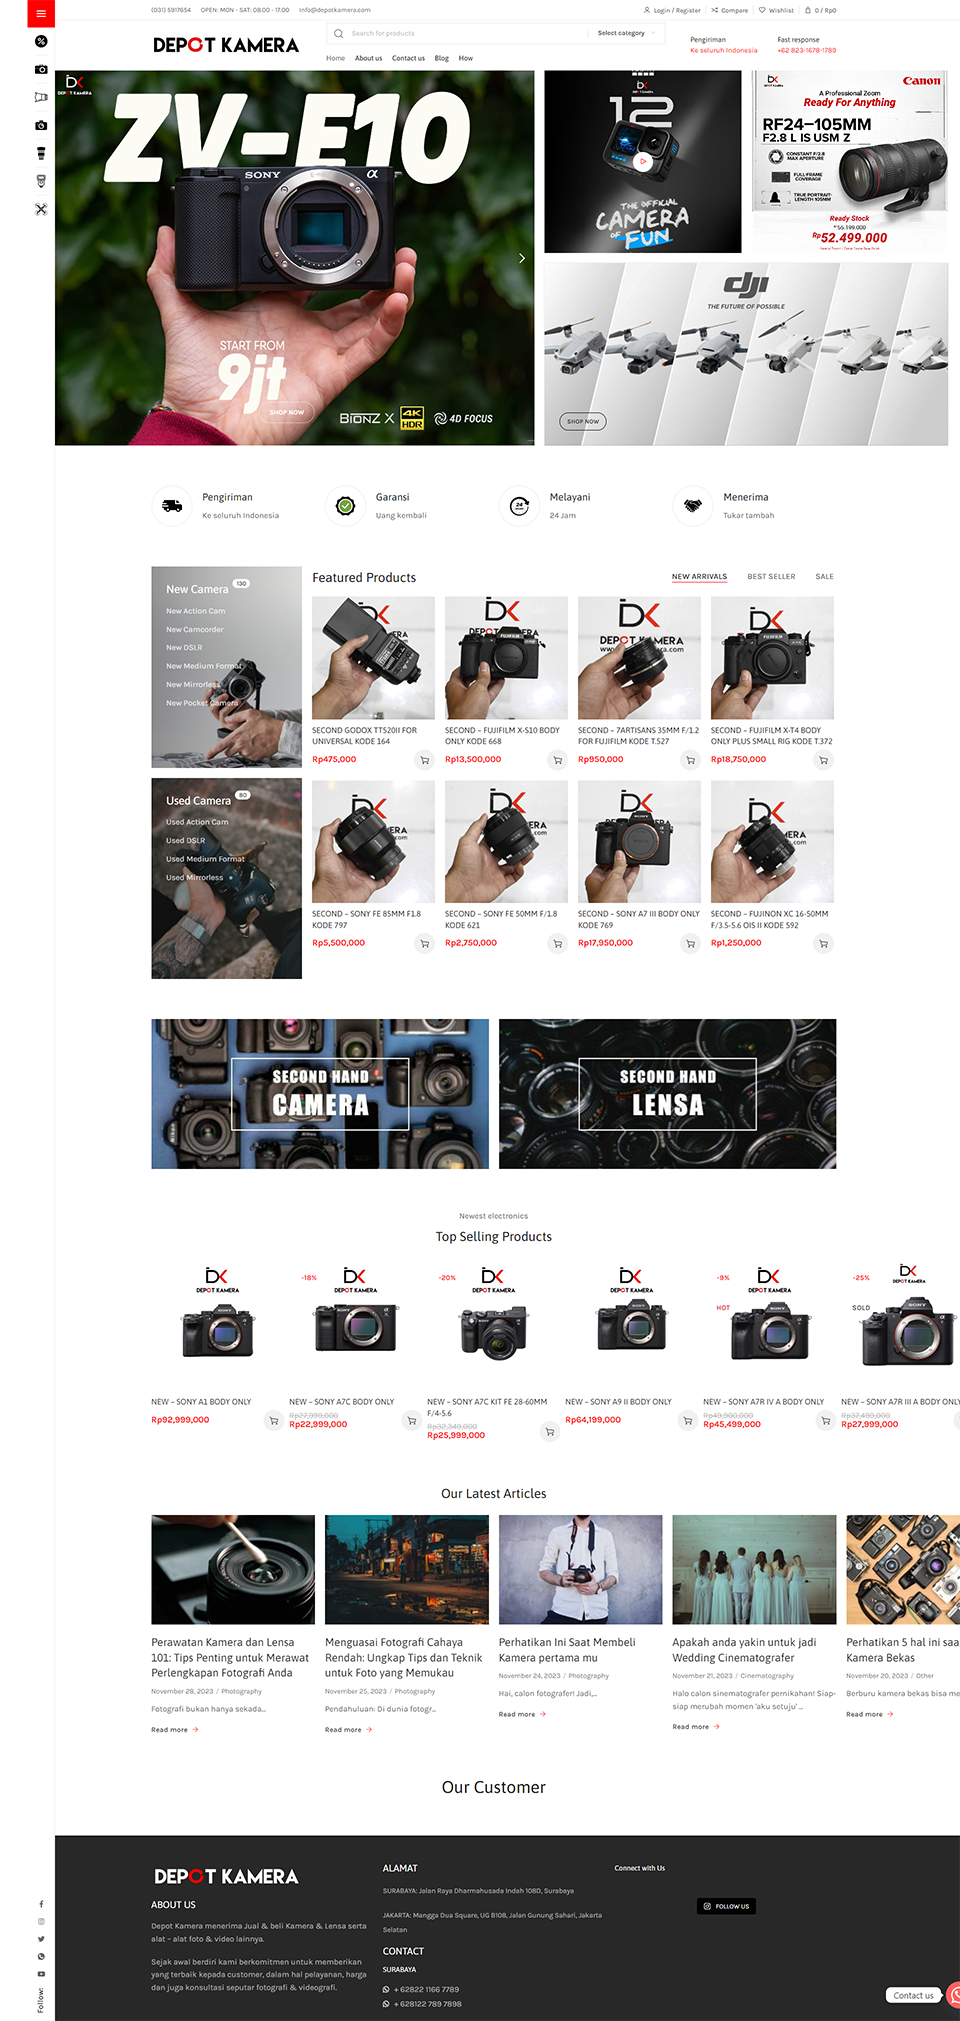 (031) 5917654 OPEN: MON - SAT: 08.00 - 17.00 Info@depotkamera.com
Login / Register Compare Wishlist 0 / Rp0
DEPOT KAMERA
Search for products
Select category
Pengiriman
Ke seluruh Indonesia
Fast response
+62 823-1678-1789
Home About us Contact us Blog How
DK
DEPOT KAMERA
ZV-E10
SONY
START FROM
9jt
SHOP NOW
BIONZ X 4K HDR 4D FOCUS
DK
12
THE OFFICIAL
CAMERA
OF FUN
DK
DEPOT KAMERA
Canon
A Professional Zoom
Ready For Anything
RF24-105MM
F2.8 L IS USM Z
CONSTANT F/2.8
MAX APERTURE
FULL-FRAME
COVERAGE
TRUE PORTRAIT-
LENGTH 105MM
Ready Stock
Rp52.499.000
dji
THE FUTURE OF POSSIBLE
SHOP NOW
Pengiriman
Ke seluruh Indonesia
Garansi
Uang kembali
Melayani
24 Jam
Menerima
Tukar tambah
New Camera 130
New Action Cam
New Camcorder
New DSLR
New Medium Format
New Mirrorless
New Pocket Camera
Used Camera 80
Used Action Cam
Used DSLR
Used Medium Format
Used Mirrorless
Featured Products
NEW ARRIVALS BEST SELLER SALE
SECOND GODOX TT520II FOR
UNIVERSAL KODE 164
Rp475,000
SECOND – FUJIFILM X-S10 BODY
ONLY KODE 668
Rp13,500,000
SECOND – 7ARTISANS 35MM F/1.2
FOR FUJIFILM KODE T.527
Rp950,000
SECOND – FUJIFILM X-T4 BODY
ONLY PLUS SMALL RIG KODE T.372
Rp18,750,000
SECOND – SONY FE 85MM F1.8
KODE 797
Rp5,500,000
SECOND – SONY FE 50MM F/1.8
KODE 621
Rp2,750,000
SECOND – SONY A7 III BODY ONLY
KODE 769
Rp17,950,000
SECOND – FUJINON XC 16-50MM
F/3.5-5.6 OIS II KODE 592
Rp1,250,000
SECOND HAND
CAMERA
SECOND HAND
LENSA
Newest electronics
Top Selling Products
DK
DEPOT KAMERA
NEW – SONY A1 BODY ONLY
Rp92,999,000
-18%
DK
DEPOT KAMERA
NEW – SONY A7C BODY ONLY
Rp27,999,000
Rp22,999,000
-20%
DK
DEPOT KAMERA
NEW – SONY A7C KIT FE 28-60MM
F/4-5.6
Rp32,349,000
Rp25,999,000
DK
DEPOT KAMERA
NEW – SONY A9 II BODY ONLY
Rp64,199,000
-9%
HOT
DK
DEPOT KAMERA
NEW – SONY A7R IV A BODY ONLY
Rp49,900,000
Rp45,499,000
-25%
SOLD
DK
DEPOT KAMERA
NEW – SONY A7R III A BODY ONLY
Rp37,499,000
Rp27,999,000
Our Latest Articles
Perawatan Kamera dan Lensa
101: Tips Penting untuk Merawat
Perlengkapan Fotografi Anda
November 28, 2023 / Photography
Fotografi bukan hanya sekada...
Read more
Menguasai Fotografi Cahaya
Rendah: Ungkap Tips dan Teknik
untuk Foto yang Memukau
November 25, 2023 / Photography
Pendahuluan: Di dunia fotogr...
Read more
Perhatikan Ini Saat Membeli
Kamera pertama mu
November 24, 2023 / Photography
Hai, calon fotografer! Jadi,...
Read more
Apakah anda yakin untuk jadi
Wedding Cinematografer
November 21, 2023 / Cinematography
Halo calon sinematografer pernikahan! Siap-
siap merubah momen 'aku setuju' ...
Read more
Perhatikan 5 hal ini saa
Kamera Bekas
November 20, 2023 / Other
Berburu kamera bekas bisa me
Read more
Our Customer
DEPOT KAMERA
ABOUT US
Depot Kamera menerima Jual & beli Kamera & Lensa serta
alat – alat foto & video lainnya.
Sejak awal berdiri kami berkomitmen untuk memberikan
yang terbaik kepada customer, dalam hal pelayanan, harga
dan juga konsultasi seputar fotografi & videografi.
ALAMAT
SURABAYA: Jalan Raya Dharmahusada Indah 108D, Surabaya
JAKARTA: Mangga Dua Square, UG B108, Jalan Gunung Sahari, Jakarta
Selatan
CONTACT
SURABAYA
+ 62822 1166 7789
+ 628122 789 7898
Connect with Us
FOLLOW US
Follow:
Contact us